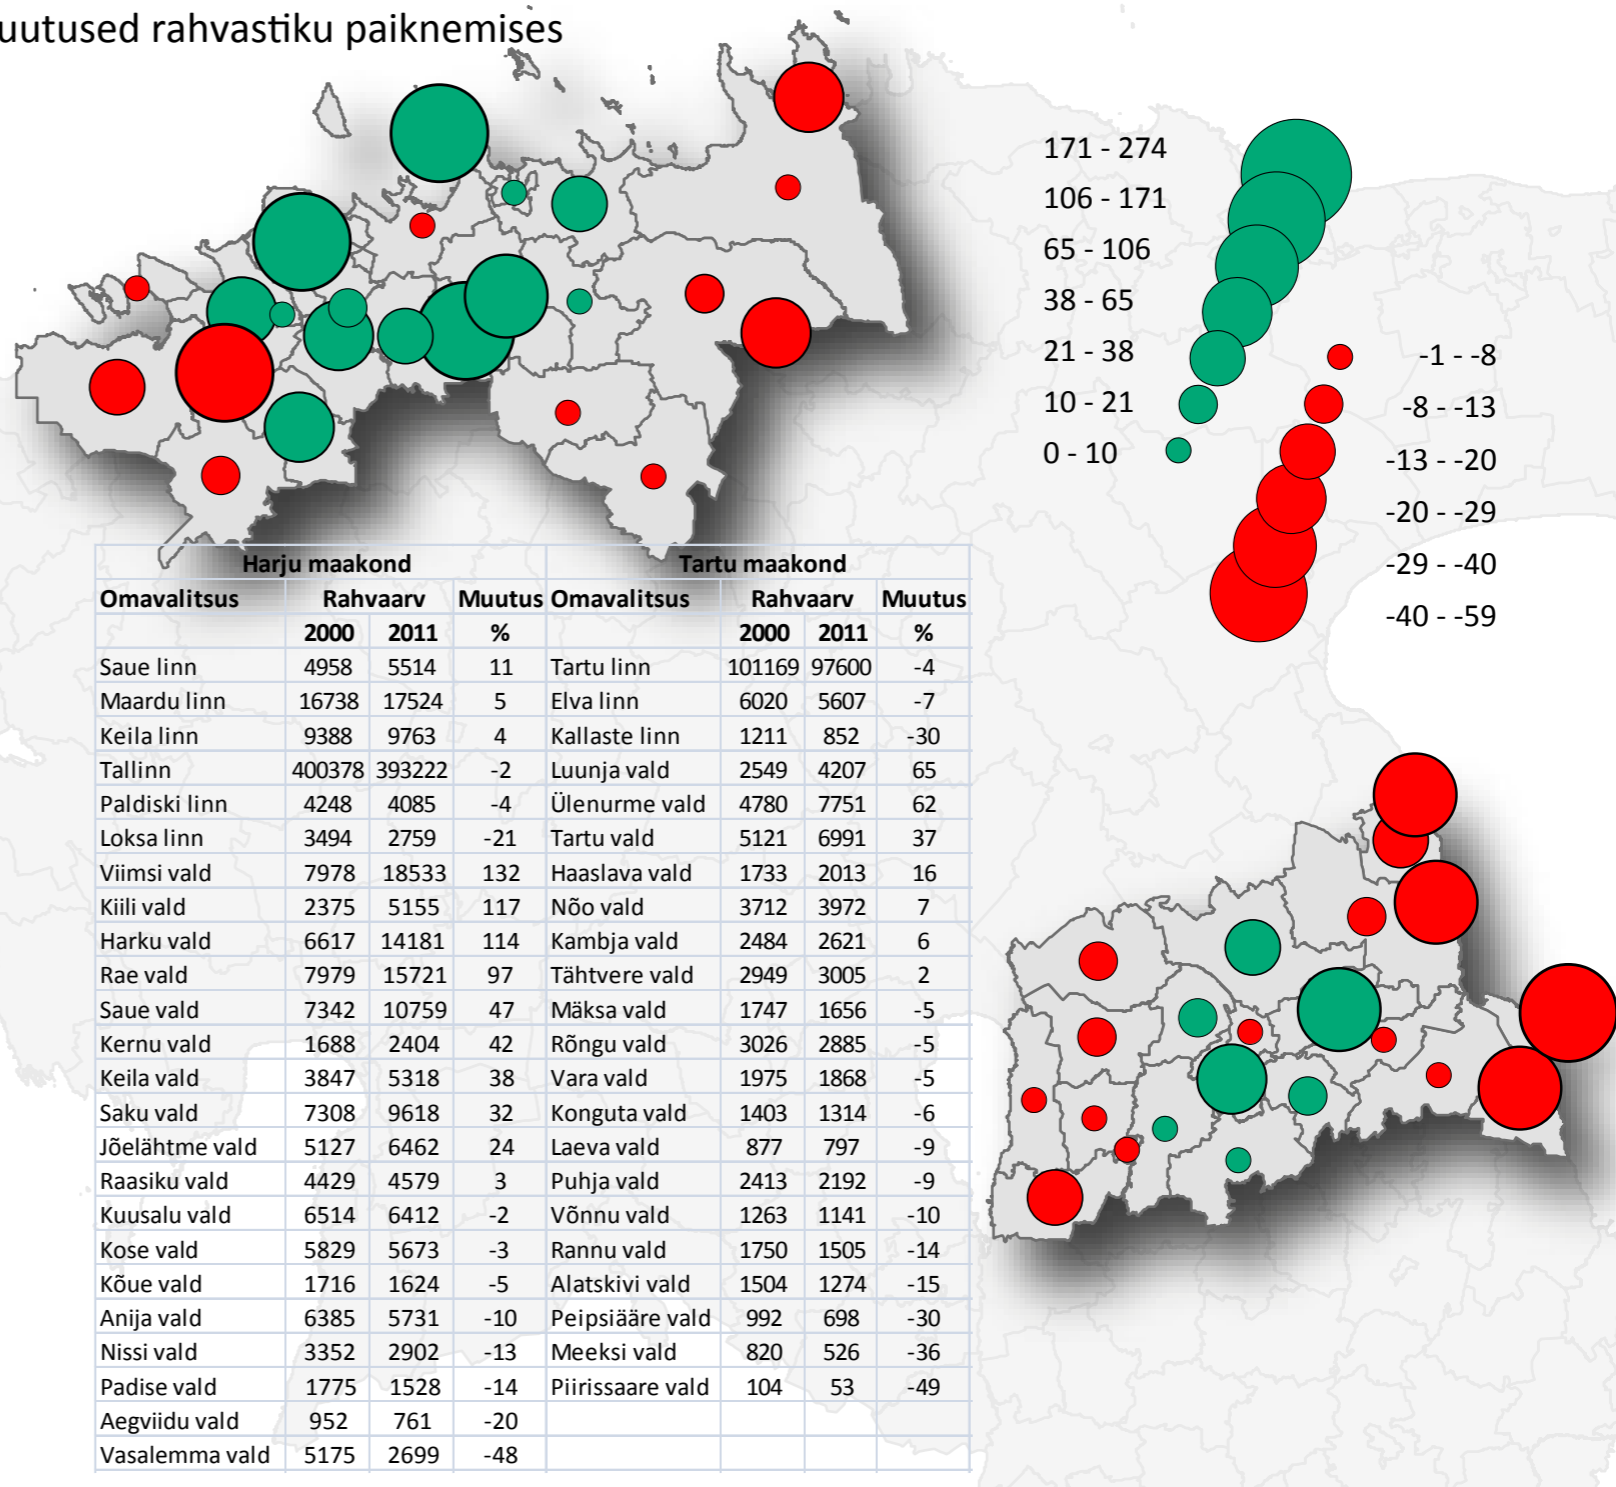 uutused rahvastiku paiknemises
171 - 274
106 - 171
65 - 106
38 - 65
21 - 38
10 - 21
0 - 10
-1 - -8
-8 - -13
-13 - -20
-20 - -29
-29 - -40
-40 - -59
Harju maakond Tartu maakond
Omavalitsus Rahvaarv Muutus Omavalitsus Rahvaarv Muutus
2000 2011 % 2000 2011 %
Saue linn 4958 5514 11 Tartu linn 101169 97600 -4
Maardu linn 16738 17524 5 Elva linn 6020 5607 -7
Keila linn 9388 9763 4 Kallaste linn 1211 852 -30
Tallinn 400378 393222 -2 Luunja vald 2549 4207 65
Paldiski linn 4248 4085 -4 Ülenurme vald 4780 7751 62
Loksa linn 3494 2759 -21 Tartu vald 5121 6991 37
Viimsi vald 7978 18533 132 Haaslava vald 1733 2013 16
Kiili vald 2375 5155 117 Nõo vald 3712 3972 7
Harku vald 6617 14181 114 Kambja vald 2484 2621 6
Rae vald 7979 15721 97 Tähtvere vald 2949 3005 2
Saue vald 7342 10759 47 Mäksa vald 1747 1656 -5
Kernu vald 1688 2404 42 Rõngu vald 3026 2885 -5
Keila vald 3847 5318 38 Vara vald 1975 1868 -5
Saku vald 7308 9618 32 Konguta vald 1403 1314 -6
Jõelähtme vald 5127 6462 24 Laeva vald 877 797 -9
Raasiku vald 4429 4579 3 Puhja vald 2413 2192 -9
Kuusalu vald 6514 6412 -2 Võnnu vald 1263 1141 -10
Kose vald 5829 5673 -3 Rannu vald 1750 1505 -14
Kõue vald 1716 1624 -5 Alatskivi vald 1504 1274 -15
Anija vald 6385 5731 -10 Peipsiääre vald 992 698 -30
Nissi vald 3352 2902 -13 Meeksi vald 820 526 -36
Padise vald 1775 1528 -14 Piirissaare vald 104 53 -49
Aegviidu vald 952 761 -20
Vasalemma vald 5175 2699 -48